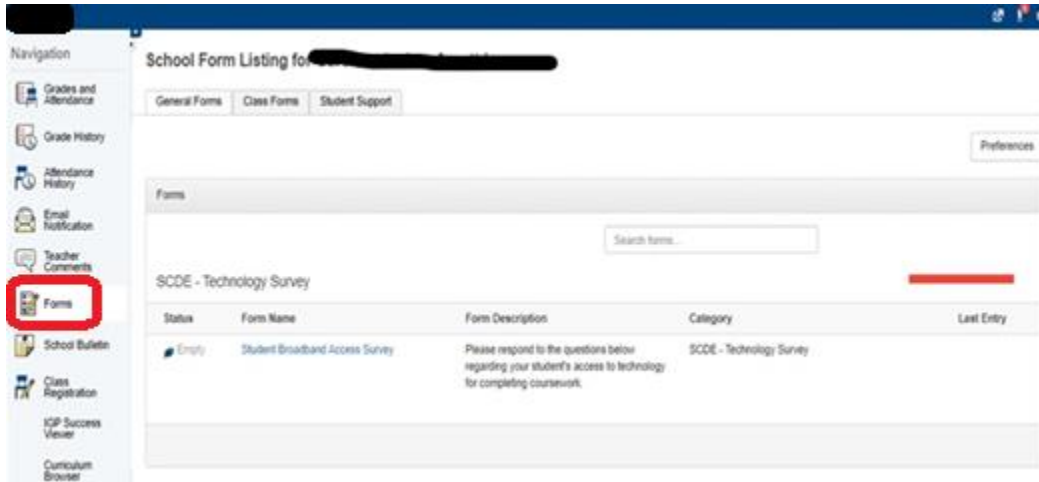 Navigation
Grades and
Attendance
Grade History
Attendance
History
Email
Notification
Teacher
Comments
Forms
School Bulletin
Class
Registration
IGP Success
Viewer
Curriculum
Browser
School Form Listing for
General Forms Class Forms Student Support
Preferences
Forms
Search forms...
SCDE - Technology Survey
Status Form Name Form Description Category Last Entry
Empty Student Broadband Access Survey Please respond to the questions below SCDE - Technology Survey
regarding your student's access to technology
for completing coursework.